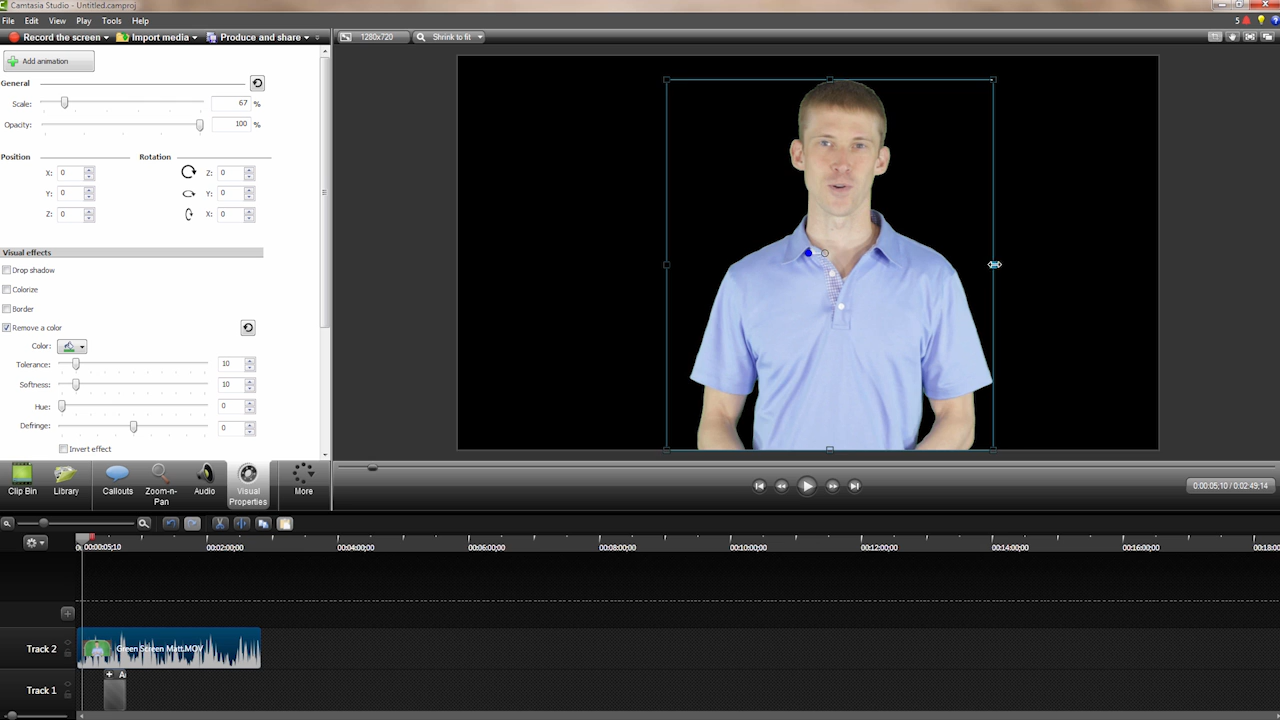 Camtasia Studio - Untitled.camproj
File Edit View Play Tools Help
5
Record the screen Import media Produce and share
1280x720 Shrink to fit
Add animation
General
Scale: 67 %
Opacity: 100 %
Position Rotation
X: 0 Z: 0
Y: 0 Y: 0
Z: 0 X: 0
Visual effects
Drop shadow
Colorize
Border
Remove a color
Color:
Tolerance: 10
Softness: 10
Hue: 0
Defringe: 0
Invert effect
Clip Bin Library Callouts Zoom-n-Pan Audio Visual Properties More
0:00:05;10 / 0:02:49;14
00:00:05;10 00:02:00;00 00:04:00;00 00:06:00;00 00:08:00;00 00:10:00;00 00:12:00;00 00:14:00;00 00:16:00;00 00:18:00
Track 2 Green Screen Matt.MOV
Track 1 A